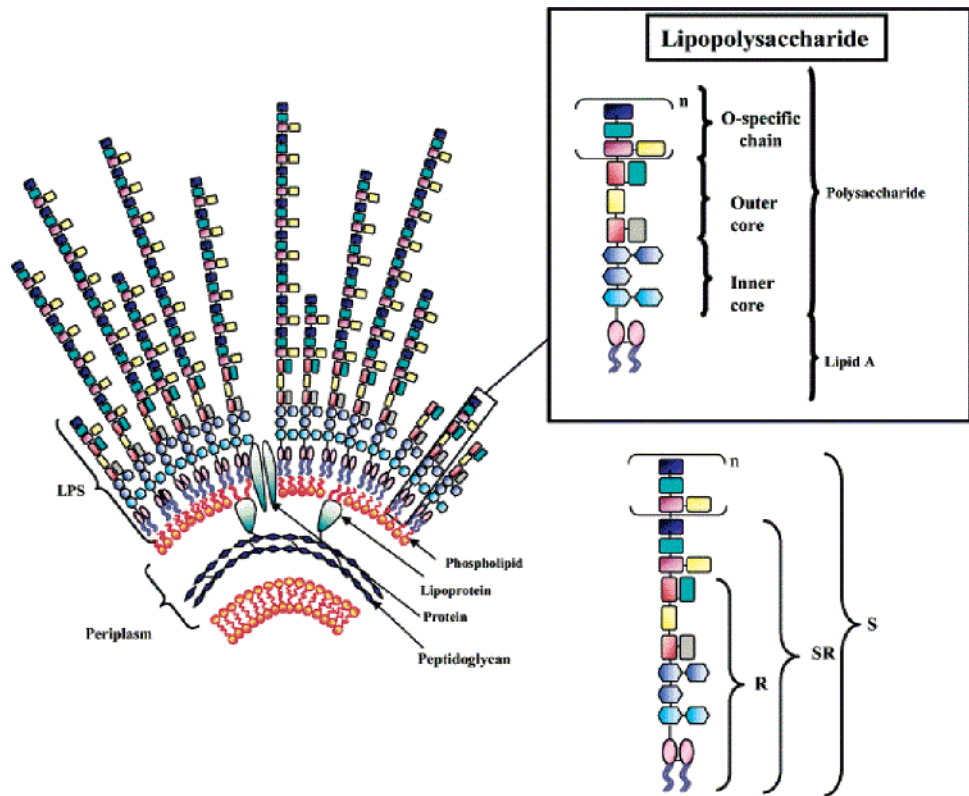 Lipopolysaccharide
n
O-specific
chain
Outer
core
Polysaccharide
Inner
core
Lipid A
LPS
Phospholipid
Lipoprotein
Protein
Periplasm
Peptidoglycan
n
S
SR
R